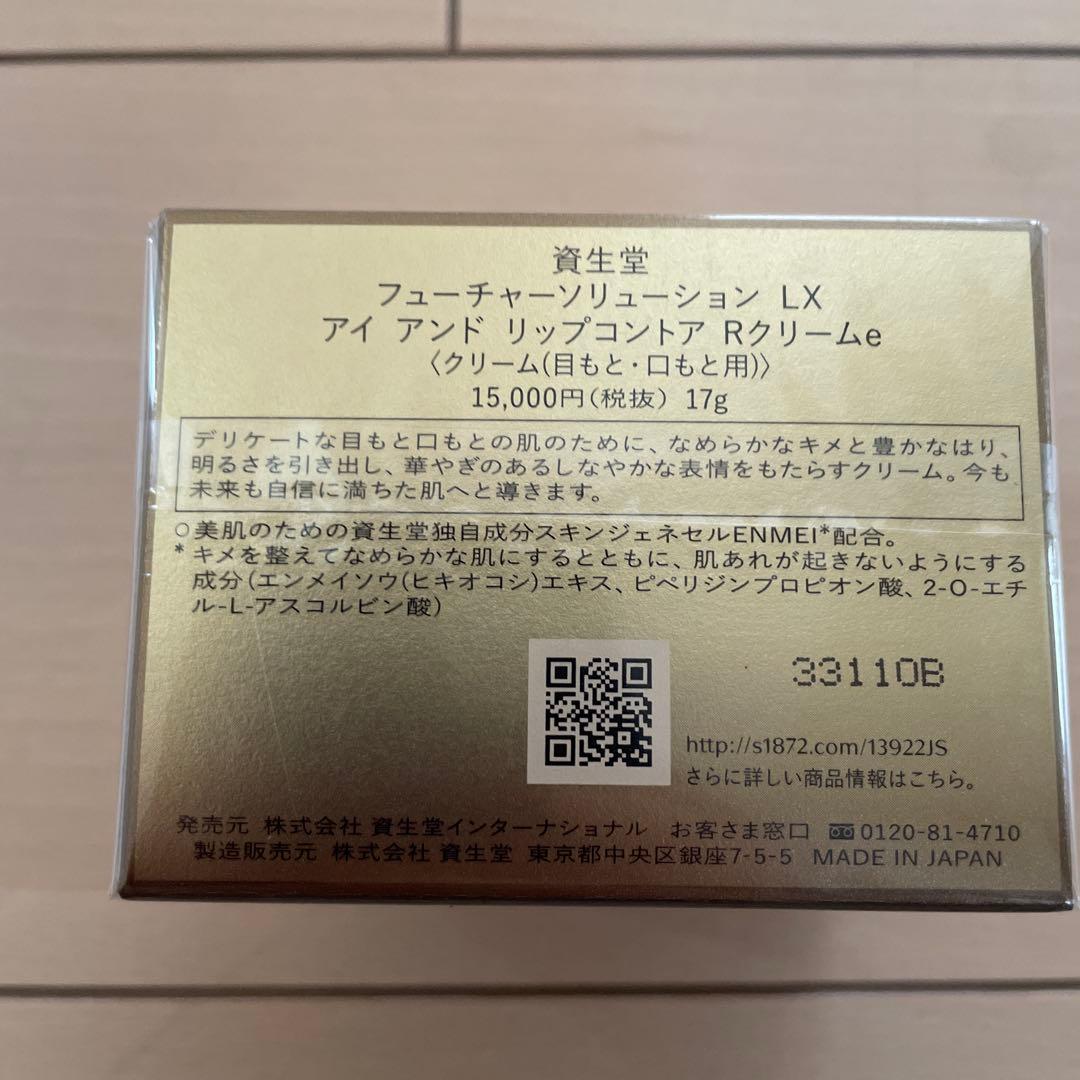 資生堂
フューチャーソリューション LX
アイ アンド リップコントア Rクリームe
〈クリーム(目もと・口もと用)〉
15,000円(税抜) 17g
デリケートな目もと口もとの肌のために、なめらかなキメと豊かなはり、
明るさを引き出し、華やぎのあるしなやかな表情をもたらすクリーム。今も
未来も自信に満ちた肌へと導きます。
○美肌のための資生堂独自成分スキンジェネセルENMEI*配合。
*キメを整えてなめらかな肌にするとともに、肌あれが起きないようにする
成分(エンメイソウ(ヒキオコシ)エキス、ピペリジンプロピオン酸、2-O-エチ
ル-L-アスコルビン酸)
33110B
http://s1872.com/13922JS
さらに詳しい商品情報はこちら。
発売元 株式会社 資生堂インターナショナル お客さま窓口 0120-81-4710
製造販売元 株式会社 資生堂 東京都中央区銀座7-5-5 MADE IN JAPAN